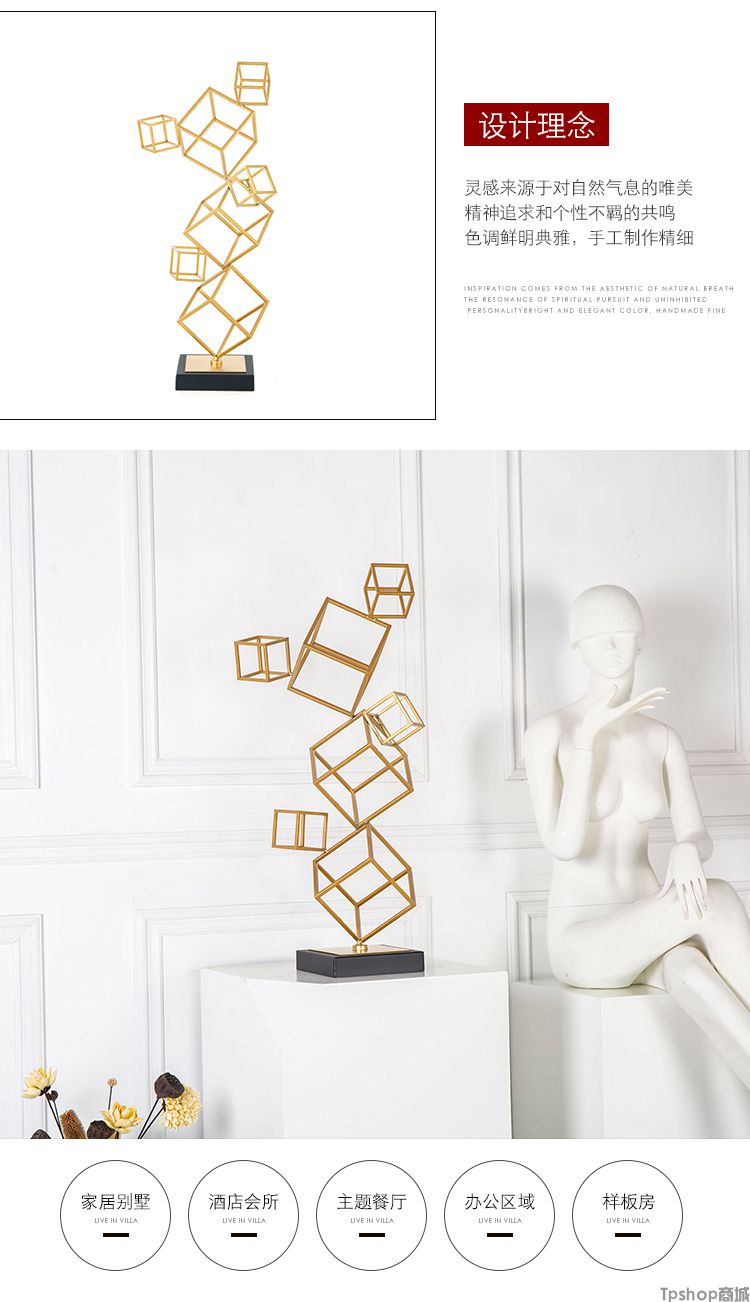 设计理念
灵感来源于对自然气息的唯美
精神追求和个性不羁的共鸣
色调鲜明典雅，手工制作精细
INSPIRATION COMES FROM THE AESTHETIC OF NATURAL BREATH
THE RESONANCE OF SPIRITUAL PURSUIT AND UNINHIBITED
PERSONALITYBRIGHT AND ELEGANT COLOR, HANDMADE FINE
家居别墅
LIVE IN VILLA
酒店会所
LIVE IN VILLA
主题餐厅
LIVE IN VILLA
办公区域
LIVE IN VILLA
样板房
LIVE IN VILLA
Tpshop商城